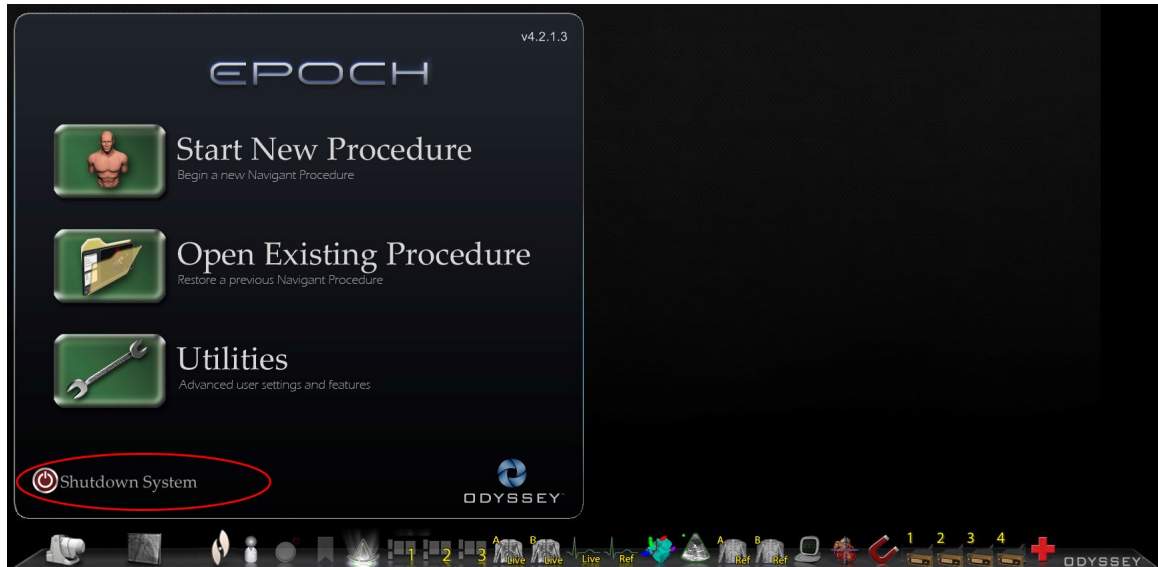 v4.2.1.3
EPOCH
Start New Procedure
Begin a new Navigant Procedure
Open Existing Procedure
Restore a previous Navigant Procedure
Utilities
Advanced user settings and features
Shutdown System
ODYSSEY
1 2 3 A Live B Live Live Ref A Ref B Ref 1 2 3 4 ODYSSEY